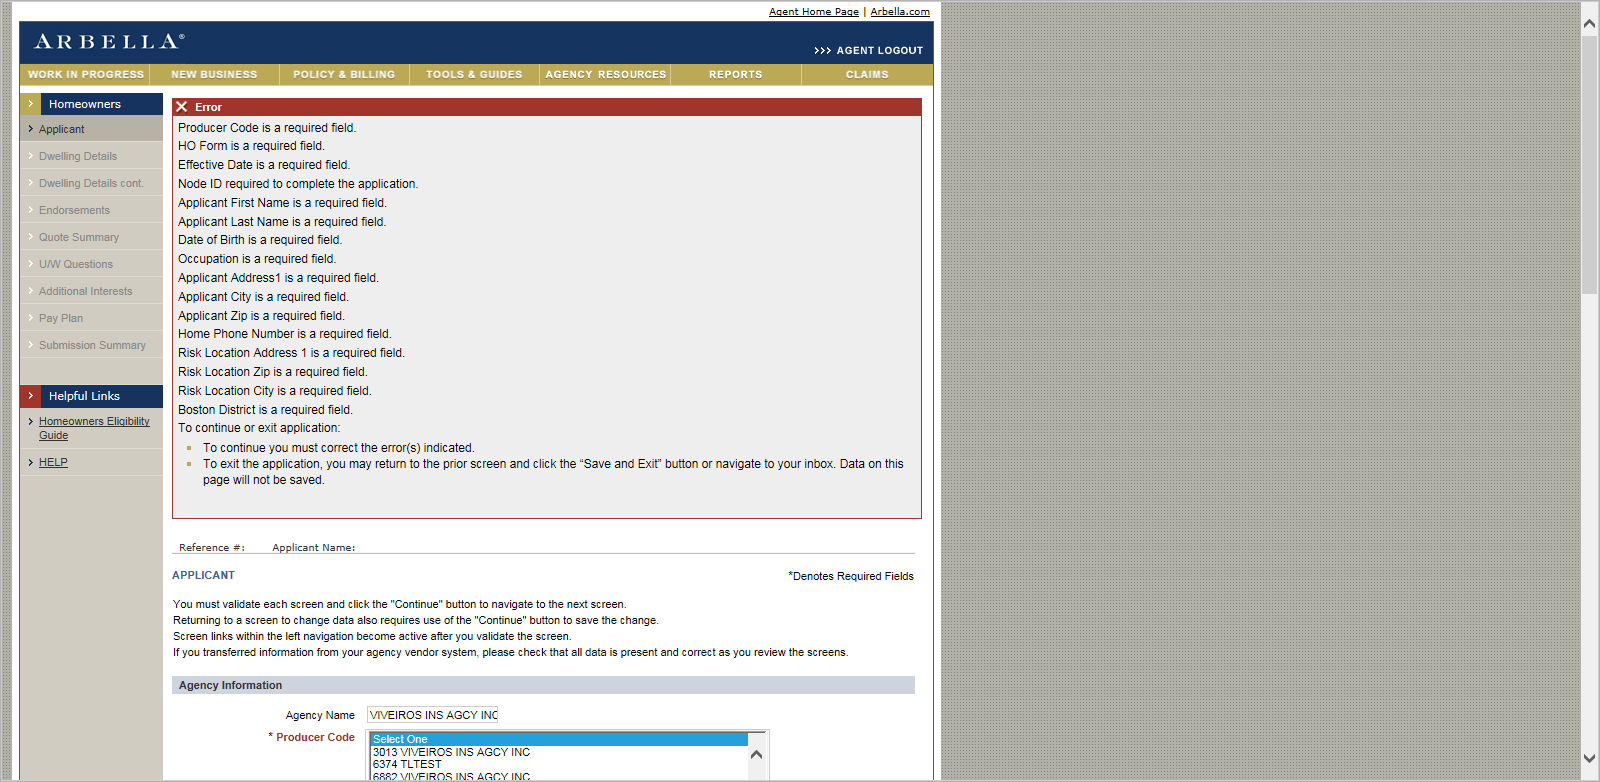 Agent Home Page | Arbella.com
ARBELLA®
>>> AGENT LOGOUT
WORK IN PROGRESS NEW BUSINESS POLICY & BILLING TOOLS & GUIDES AGENCY RESOURCES REPORTS CLAIMS
Homeowners
Applicant
Dwelling Details
Dwelling Details cont.
Endorsements
Quote Summary
U/W Questions
Additional Interests
Pay Plan
Submission Summary
Helpful Links
Homeowners Eligibility
Guide
HELP
Error
Producer Code is a required field.
HO Form is a required field.
Effective Date is a required field.
Node ID required to complete the application.
Applicant First Name is a required field.
Applicant Last Name is a required field.
Date of Birth is a required field.
Occupation is a required field.
Applicant Address1 is a required field.
Applicant City is a required field.
Applicant Zip is a required field.
Home Phone Number is a required field.
Risk Location Address 1 is a required field.
Risk Location Zip is a required field.
Risk Location City is a required field.
Boston District is a required field.
To continue or exit application:
To continue you must correct the error(s) indicated.
To exit the application, you may return to the prior screen and click the “Save and Exit” button or navigate to your inbox. Data on this
page will not be saved.
Reference #: Applicant Name:
APPLICANT
*Denotes Required Fields
You must validate each screen and click the "Continue" button to navigate to the next screen.
Returning to a screen to change data also requires use of the "Continue" button to save the change.
Screen links within the left navigation become active after you validate the screen.
If you transferred information from your agency vendor system, please check that all data is present and correct as you review the screens.
Agency Information
Agency Name VIVEIROS INS AGCY INC
* Producer Code Select One
3013 VIVEIROS INS AGCY INC
6374 TLTEST
6882 VIVEIROS INS AGCY INC